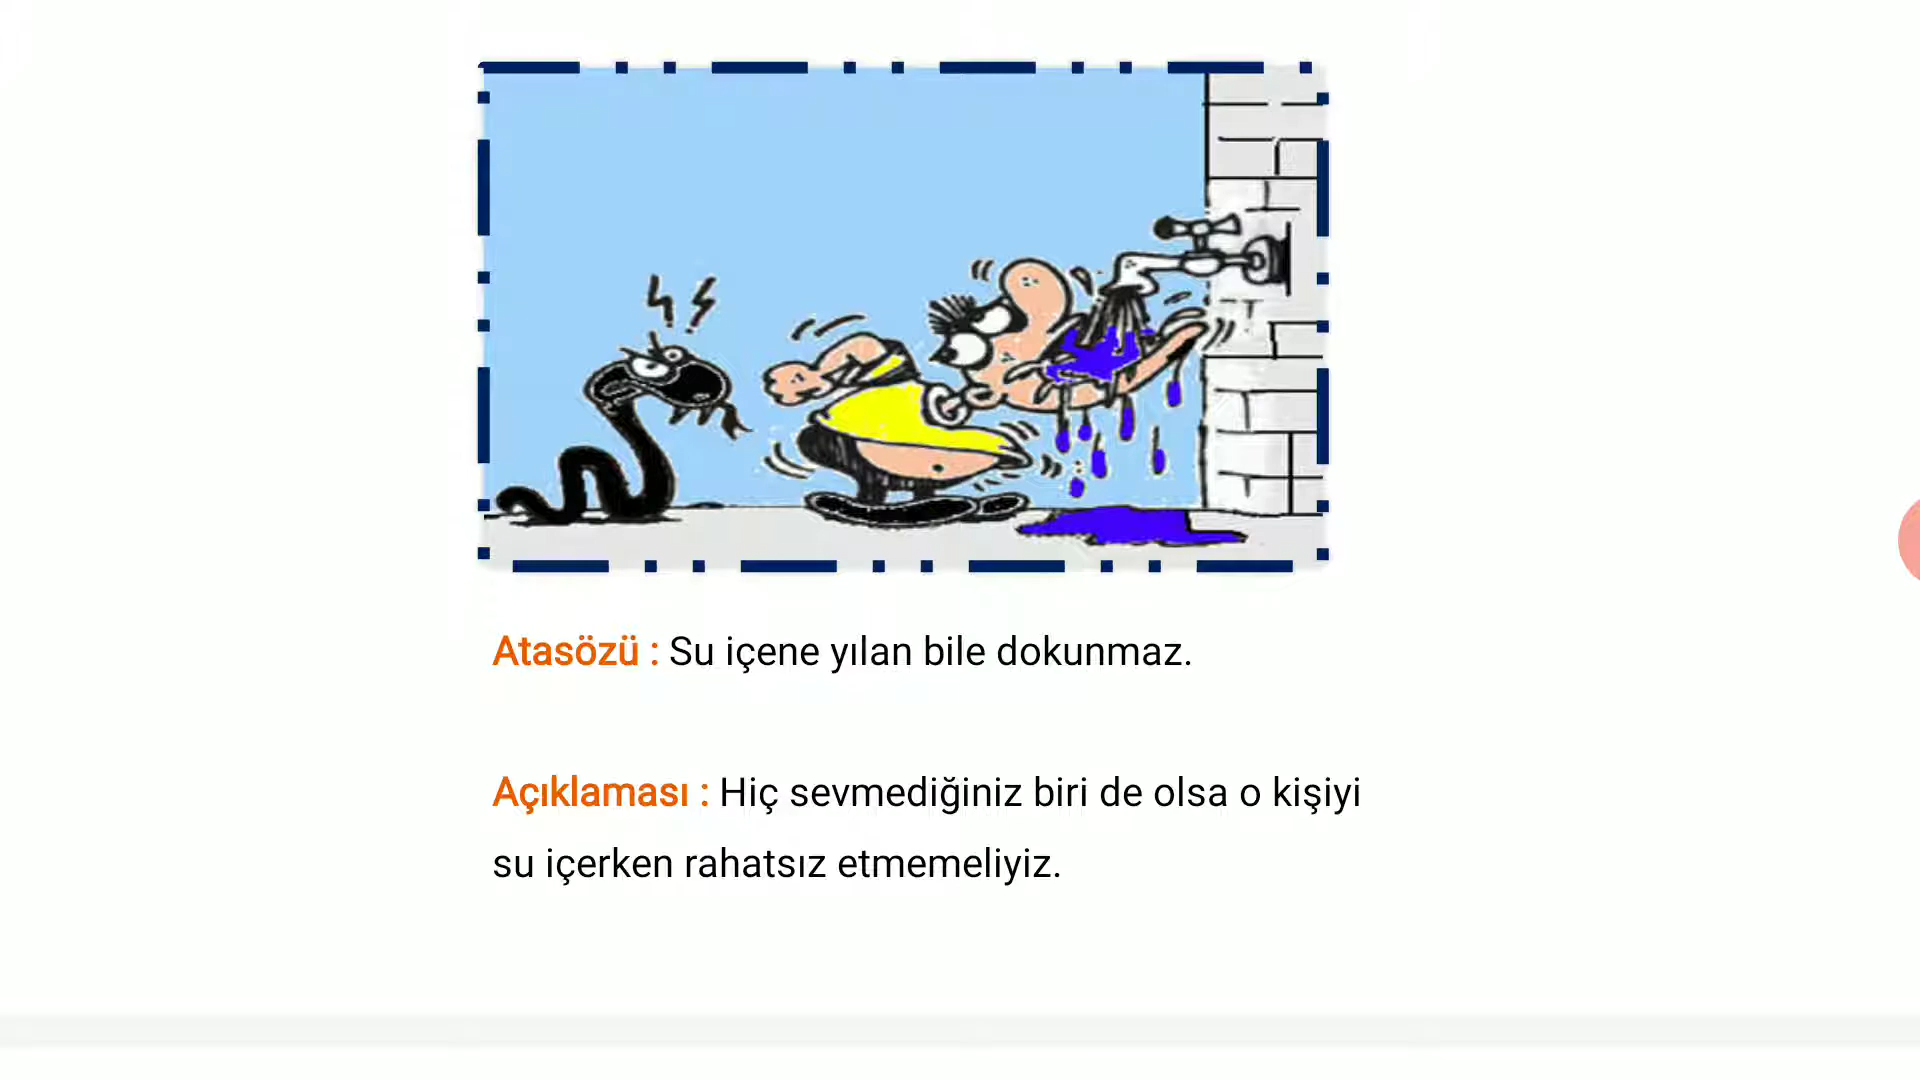 Atasözü : Su içene yılan bile dokunmaz.
Açıklaması : Hiç sevmediğiniz biri de olsa o kişiyi
su içerken rahatsız etmemeliyiz.